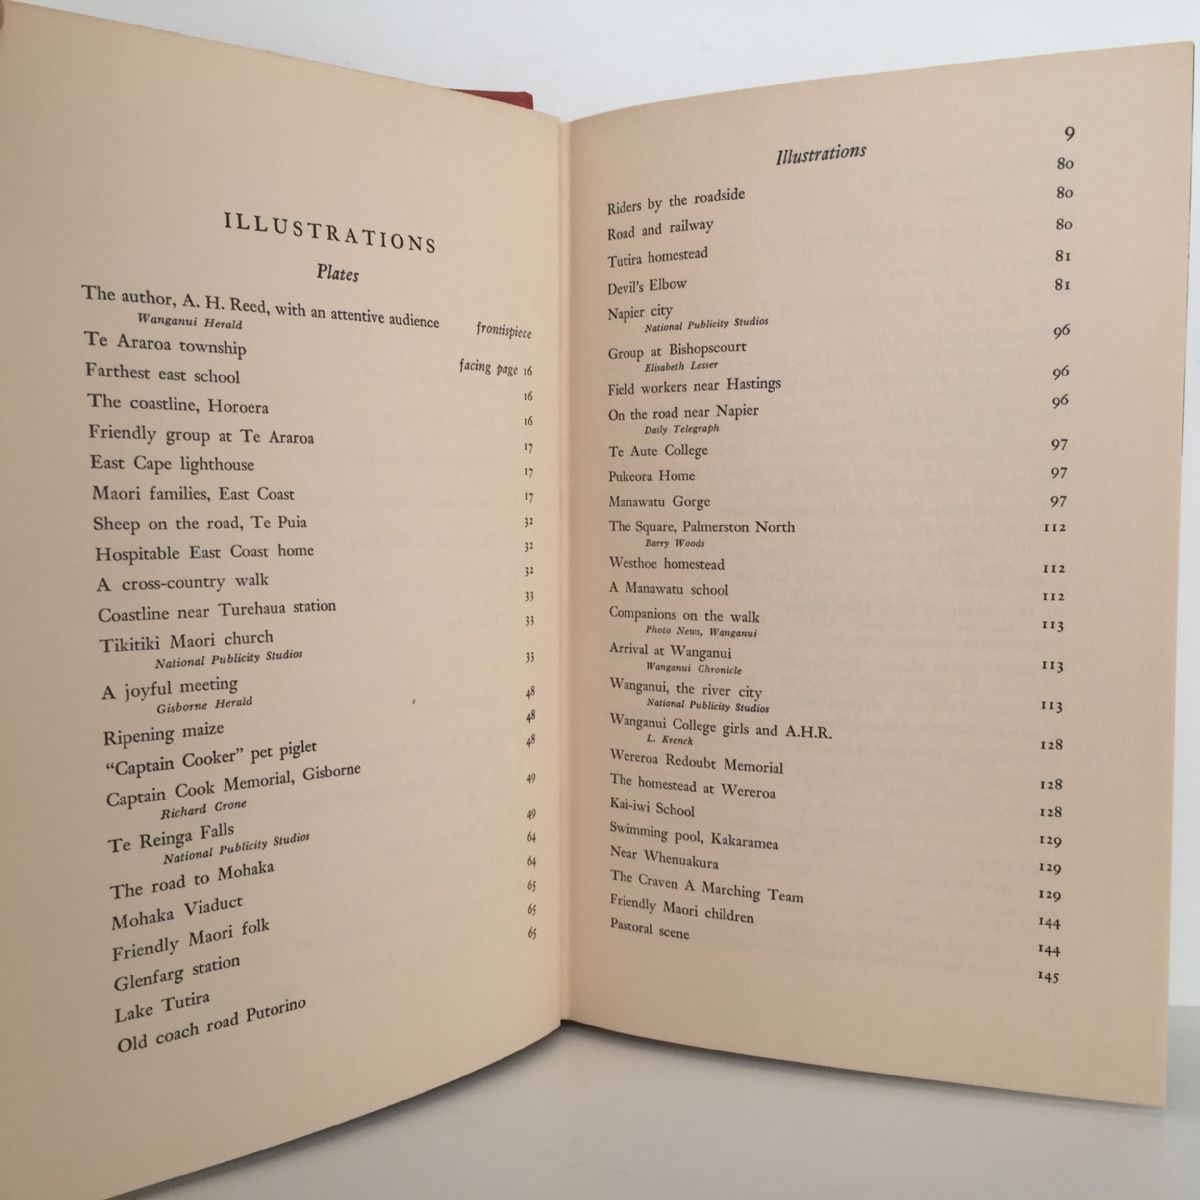 ILLUSTRATIONS
Plates
The author, A. H. Reed, with an attentive audience frontispiece
Wanganui Herald
Te Araroa township facing page 16
Farthest east school 16
The coastline, Horoera 16
Friendly group at Te Araroa 17
East Cape lighthouse 17
Maori families, East Coast 17
Sheep on the road, Te Puia 32
Hospitable East Coast home 32
A cross-country walk 32
Coastline near Turehaua station 33
Tikitiki Maori church 33
National Publicity Studios
A joyful meeting 33
Gisborne Herald
Ripening maize 48
“Captain Cooker” pet piglet 48
Captain Cook Memorial, Gisborne 48
Richard Crone
Te Reinga Falls 49
National Publicity Studios
The road to Mohaka 49
Mohaka Viaduct 64
Friendly Maori folk 64
Glenfarg station 65
Lake Tutira 65
Old coach road Putorino 65
Illustrations 9
Riders by the roadside 80
Road and railway 80
Tutira homestead 80
Devil's Elbow 81
Napier city 81
National Publicity Studios
Group at Bishopscourt 96
Elisabeth Lesser
Field workers near Hastings 96
On the road near Napier 96
Daily Telegraph
Te Aute College 97
Pukeora Home 97
Manawatu Gorge 97
The Square, Palmerston North 112
Barry Woods
Westhoe homestead 112
A Manawatu school 112
Companions on the walk 113
Photo News, Wanganui
Arrival at Wanganui 113
Wanganui Chronicle
Wanganui, the river city 113
National Publicity Studios
Wanganui College girls and A.H.R. 128
L. Krenck
Wereroa Redoubt Memorial 128
The homestead at Wereroa 128
Kai-iwi School 129
Swimming pool, Kakaramea 129
Near Whenuakura 129
The Craven A Marching Team 144
Friendly Maori children 144
Pastoral scene 145